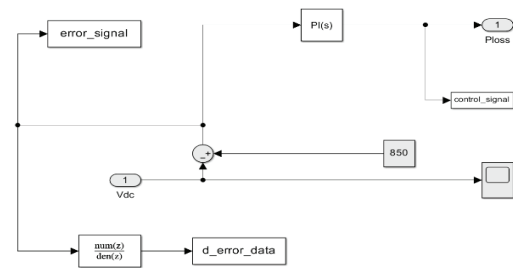 error_signal
PI(s)
1
Ploss
control_signal
850
− +
1
Vdc
num(z)
den(z)
d_error_data